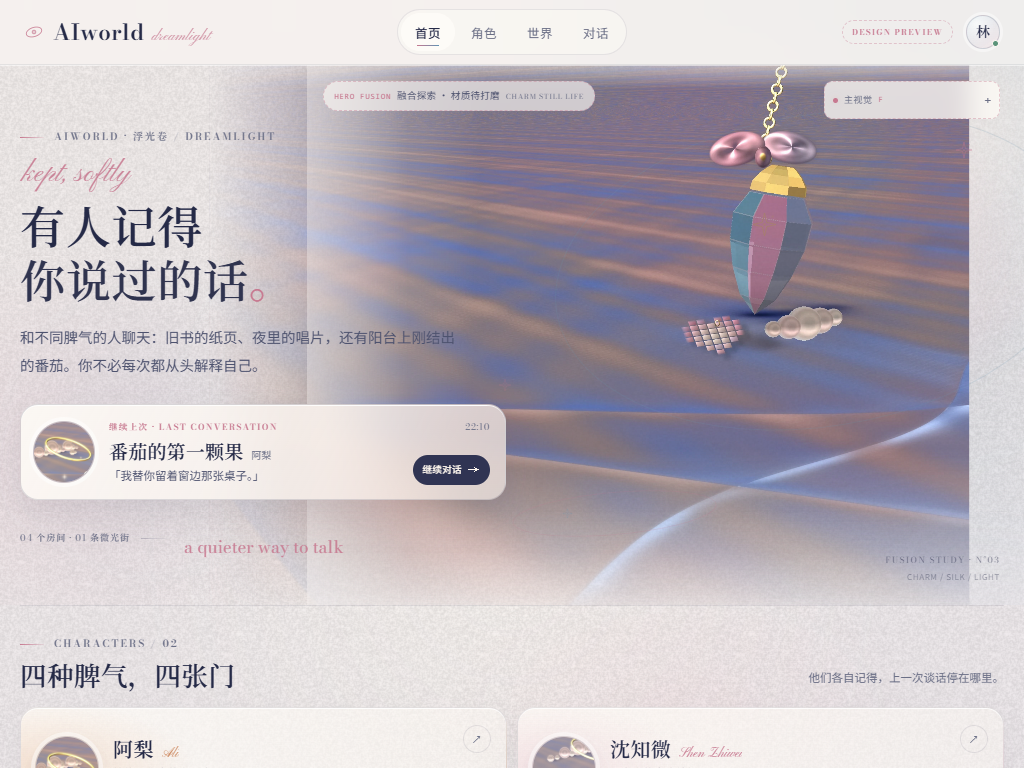 AIworld dreamlight
首页 角色 世界 对话
DESIGN PREVIEW
林
HERO FUSION 融合探索 · 材质待打磨 CHARM STILL LIFE
主视觉 F +
AIWORLD · 浮光卷 / DREAMLIGHT
kept, softly
有人记得
你说过的话。
和不同脾气的人聊天：旧书的纸页、夜里的唱片，还有阳台上刚结出
的番茄。你不必每次都从头解释自己。
继续上次 · LAST CONVERSATION 22:10
番茄的第一颗果 阿梨
「我替你留着窗边那张桌子。」
继续对话 →
04 个房间 · 01 条微光街
a quieter way to talk
FUSION STUDY · N°03
CHARM / SILK / LIGHT
CHARACTERS / 02
四种脾气，四张门
他们各自记得，上一次谈话停在哪里。
阿梨 Ali ↗
沈知微 Shen Zhiwei ↗